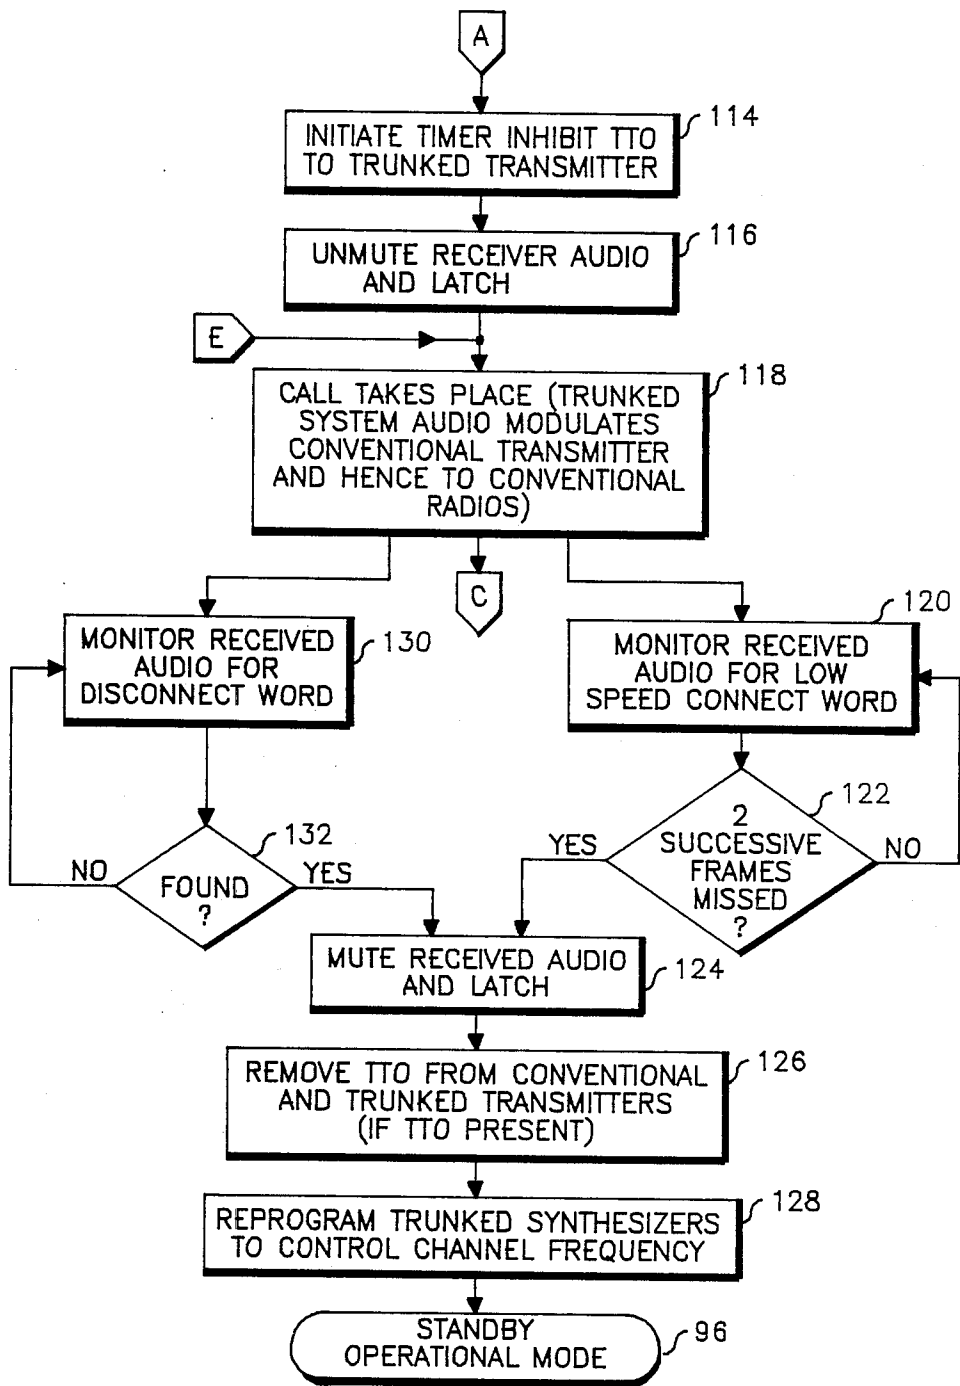 A
INITIATE TIMER INHIBIT TTO
TO TRUNKED TRANSMITTER
114
UNMUTE RECEIVER AUDIO
AND LATCH
116
E
CALL TAKES PLACE (TRUNKED
SYSTEM AUDIO MODULATES
CONVENTIONAL TRANSMITTER
AND HENCE TO CONVENTIONAL
RADIOS)
118
C
MONITOR RECEIVED
AUDIO FOR
DISCONNECT WORD
130
MONITOR RECEIVED
AUDIO FOR LOW
SPEED CONNECT WORD
120
FOUND
?
132
NO
YES
2
SUCCESSIVE
FRAMES
MISSED
?
122
YES
NO
MUTE RECEIVED AUDIO
AND LATCH
124
REMOVE TTO FROM CONVENTIONAL
AND TRUNKED TRANSMITTERS
(IF TTO PRESENT)
126
REPROGRAM TRUNKED SYNTHESIZERS
TO CONTROL CHANNEL FREQUENCY
128
STANDBY
OPERATIONAL MODE
96